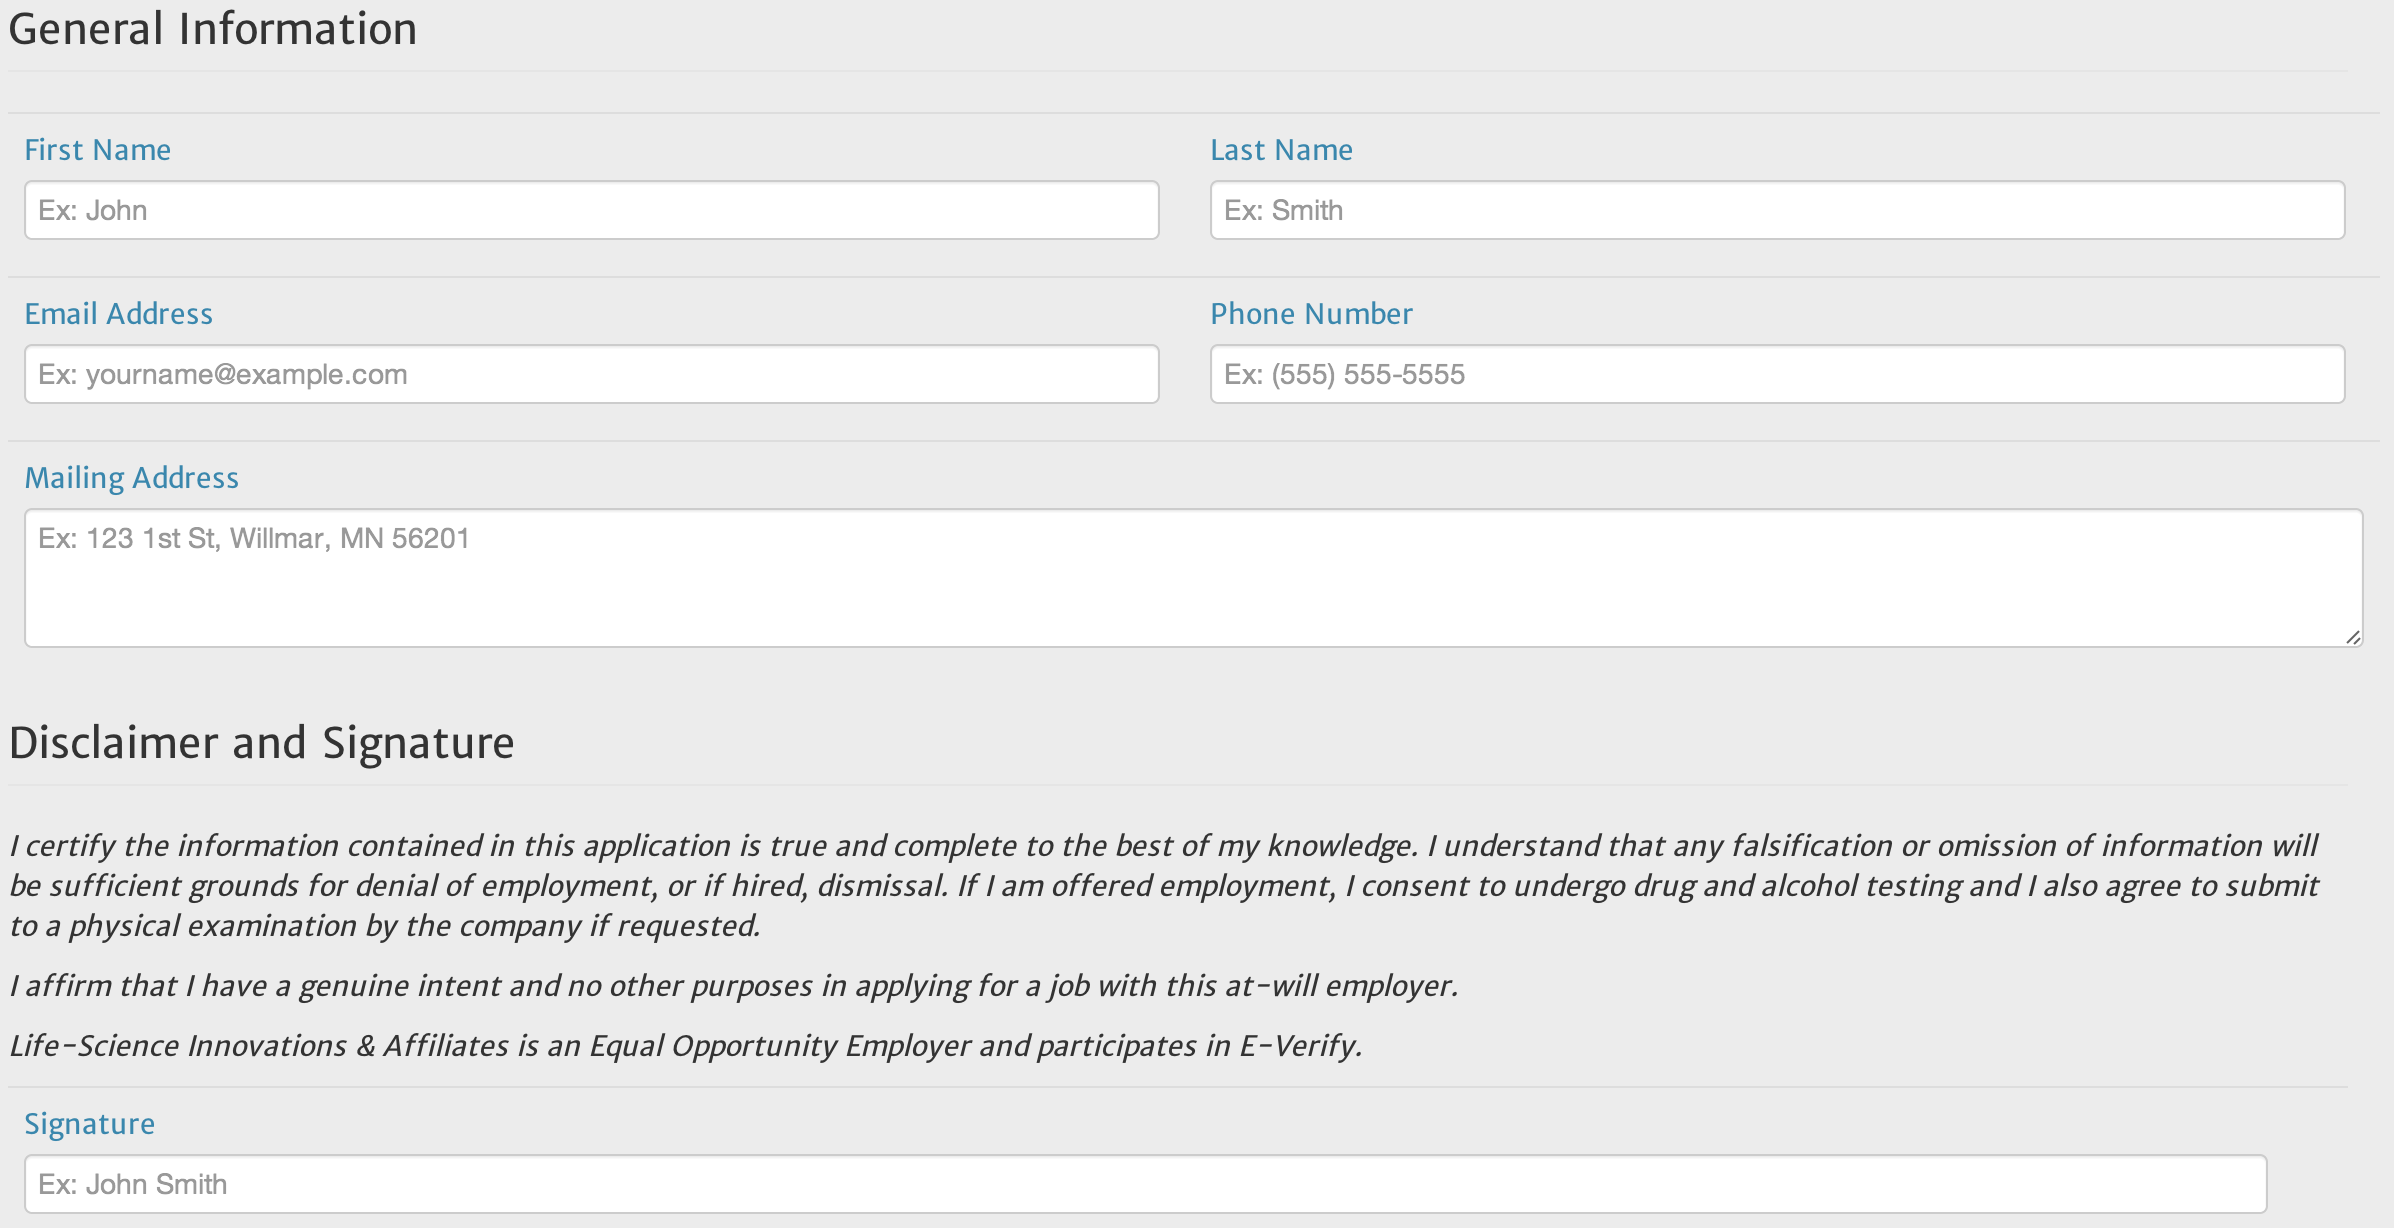 General Information
First Name
Last Name
Ex: John
Ex: Smith
Email Address
Phone Number
Ex: yourname@example.com
Ex: (555) 555-5555
Mailing Address
Ex: 123 1st St, Willmar, MN 56201
Disclaimer and Signature
I certify the information contained in this application is true and complete to the best of my knowledge. I understand that any falsification or omission of information will
be sufficient grounds for denial of employment, or if hired, dismissal. If I am offered employment, I consent to undergo drug and alcohol testing and I also agree to submit
to a physical examination by the company if requested.
I affirm that I have a genuine intent and no other purposes in applying for a job with this at-will employer.
Life-Science Innovations & Affiliates is an Equal Opportunity Employer and participates in E-Verify.
Signature
Ex: John Smith